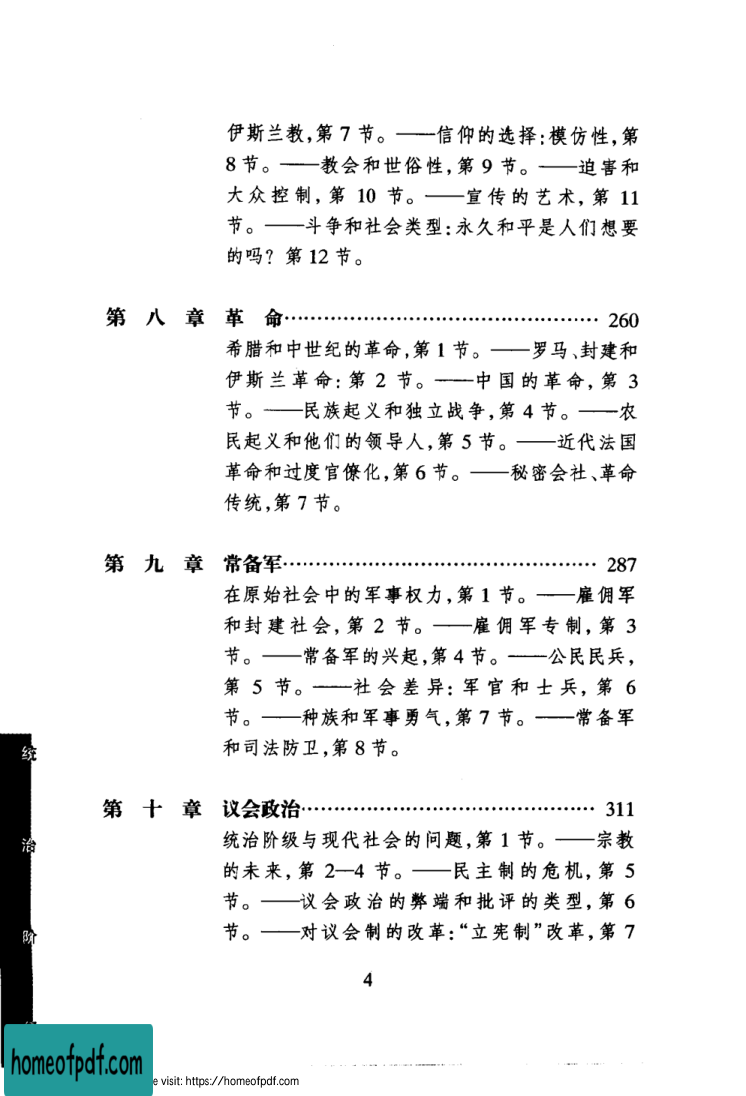 伊斯兰教,第 7 节。——信仰的选择:模仿性,第
8 节。——教会和世俗性,第 9 节。——迫害和
大众控制,第 10 节。——宣传的艺术,第 11
节。——斗争和社会类型:永久和平是人们想要
的吗?第 12 节。
第八章 革 命…………………………………………… 260
希腊和中世纪的革命,第 1 节。——罗马、封建和
伊斯兰革命:第 2 节。——中国的革命,第 3
节。——民族起义和独立战争,第 4 节。——农
民起义和他们的领导人,第 5 节。——近代法国
革命和过度官僚化,第 6 节。——秘密会社、革命
传统,第 7 节。
第九章 常备军…………………………………………… 287
在原始社会中的军事权力,第 1 节。——雇佣军
和封建社会,第 2 节。——雇佣军专制,第 3
节。——常备军的兴起,第 4 节。——公民民兵,
第 5 节。——社会差异:军官和士兵,第 6
节。——种族和军事勇气,第 7 节。——常备军
和司法防卫,第 8 节。
第十章 议会政治………………………………………… 311
统治阶级与现代社会的问题,第 1 节。——宗教
的未来,第 2—4 节。——民主制的危机,第 5
节。——议会政治的弊端和批评的类型,第 6
节。——对议会制的改革:“立宪制”改革,第 7
统
治
阶
4
homeofpdf.com
e visit: https://homeofpdf.com